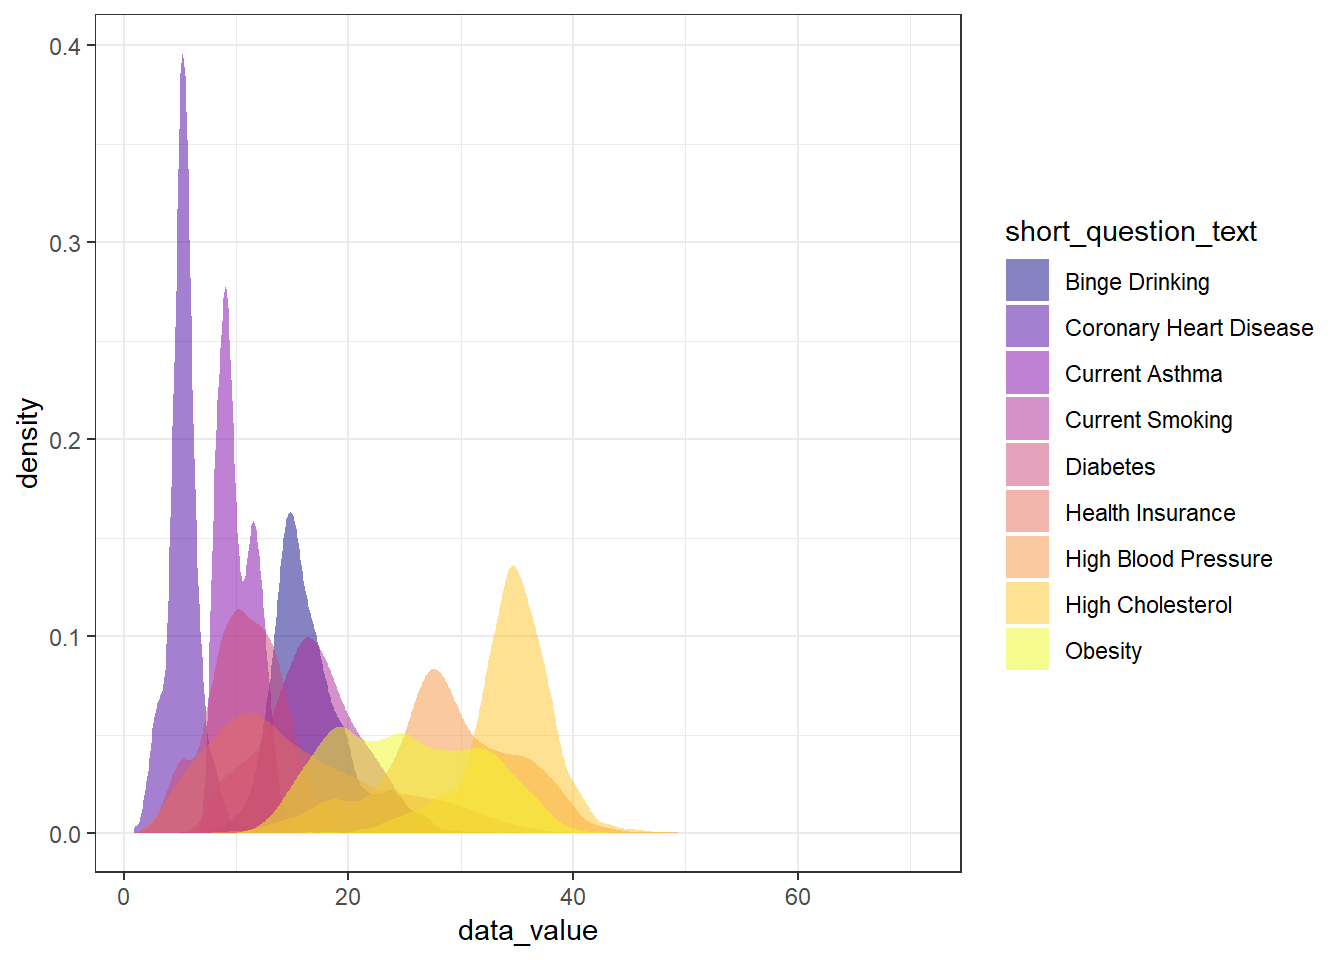 0.4
0.3
0.2
0.1
0.0
density
0
20
40
60
data_value
short_question_text
Binge Drinking
Coronary Heart Disease
Current Asthma
Current Smoking
Diabetes
Health Insurance
High Blood Pressure
High Cholesterol
Obesity